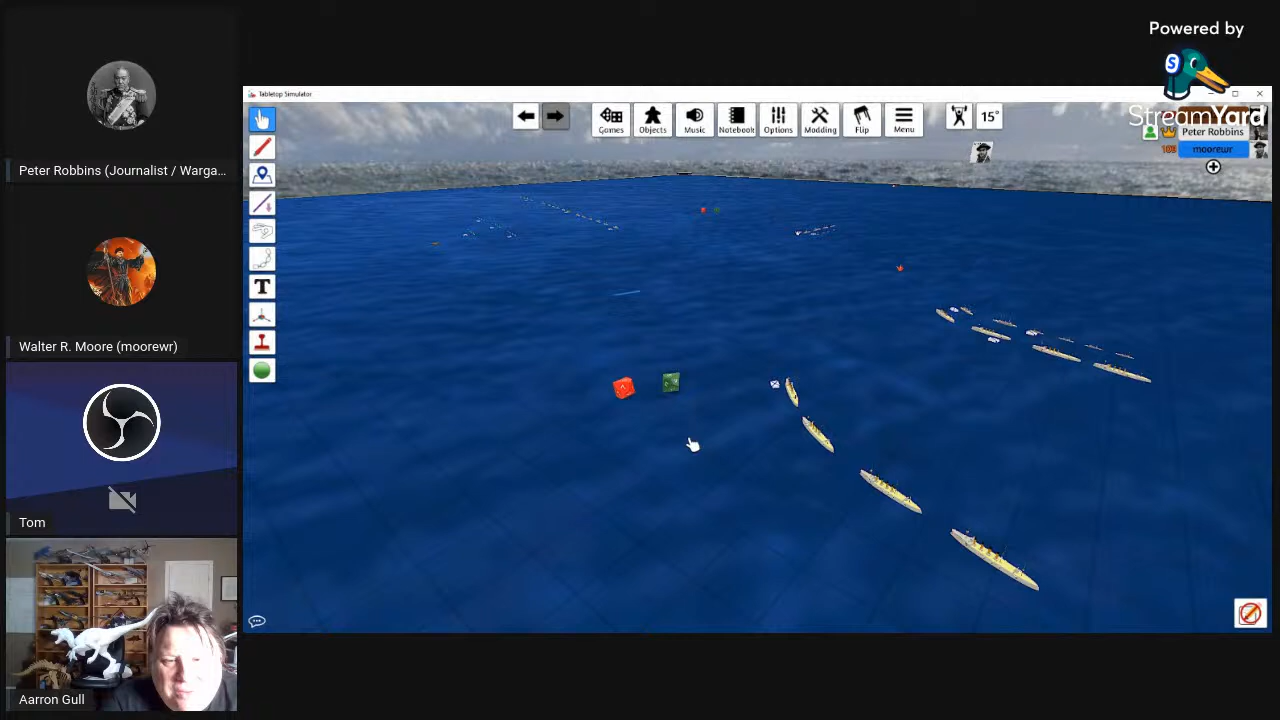 Powered by
StreamYard
Peter Robbins (Journalist / Warga...
Walter R. Moore (moorewr)
Tom
Aarron Gull
Tabletop Simulator
Games
Objects
Music
Notebook
Options
Modding
Flip
Menu
15°
Peter Robbins
100 moorewr
T
S